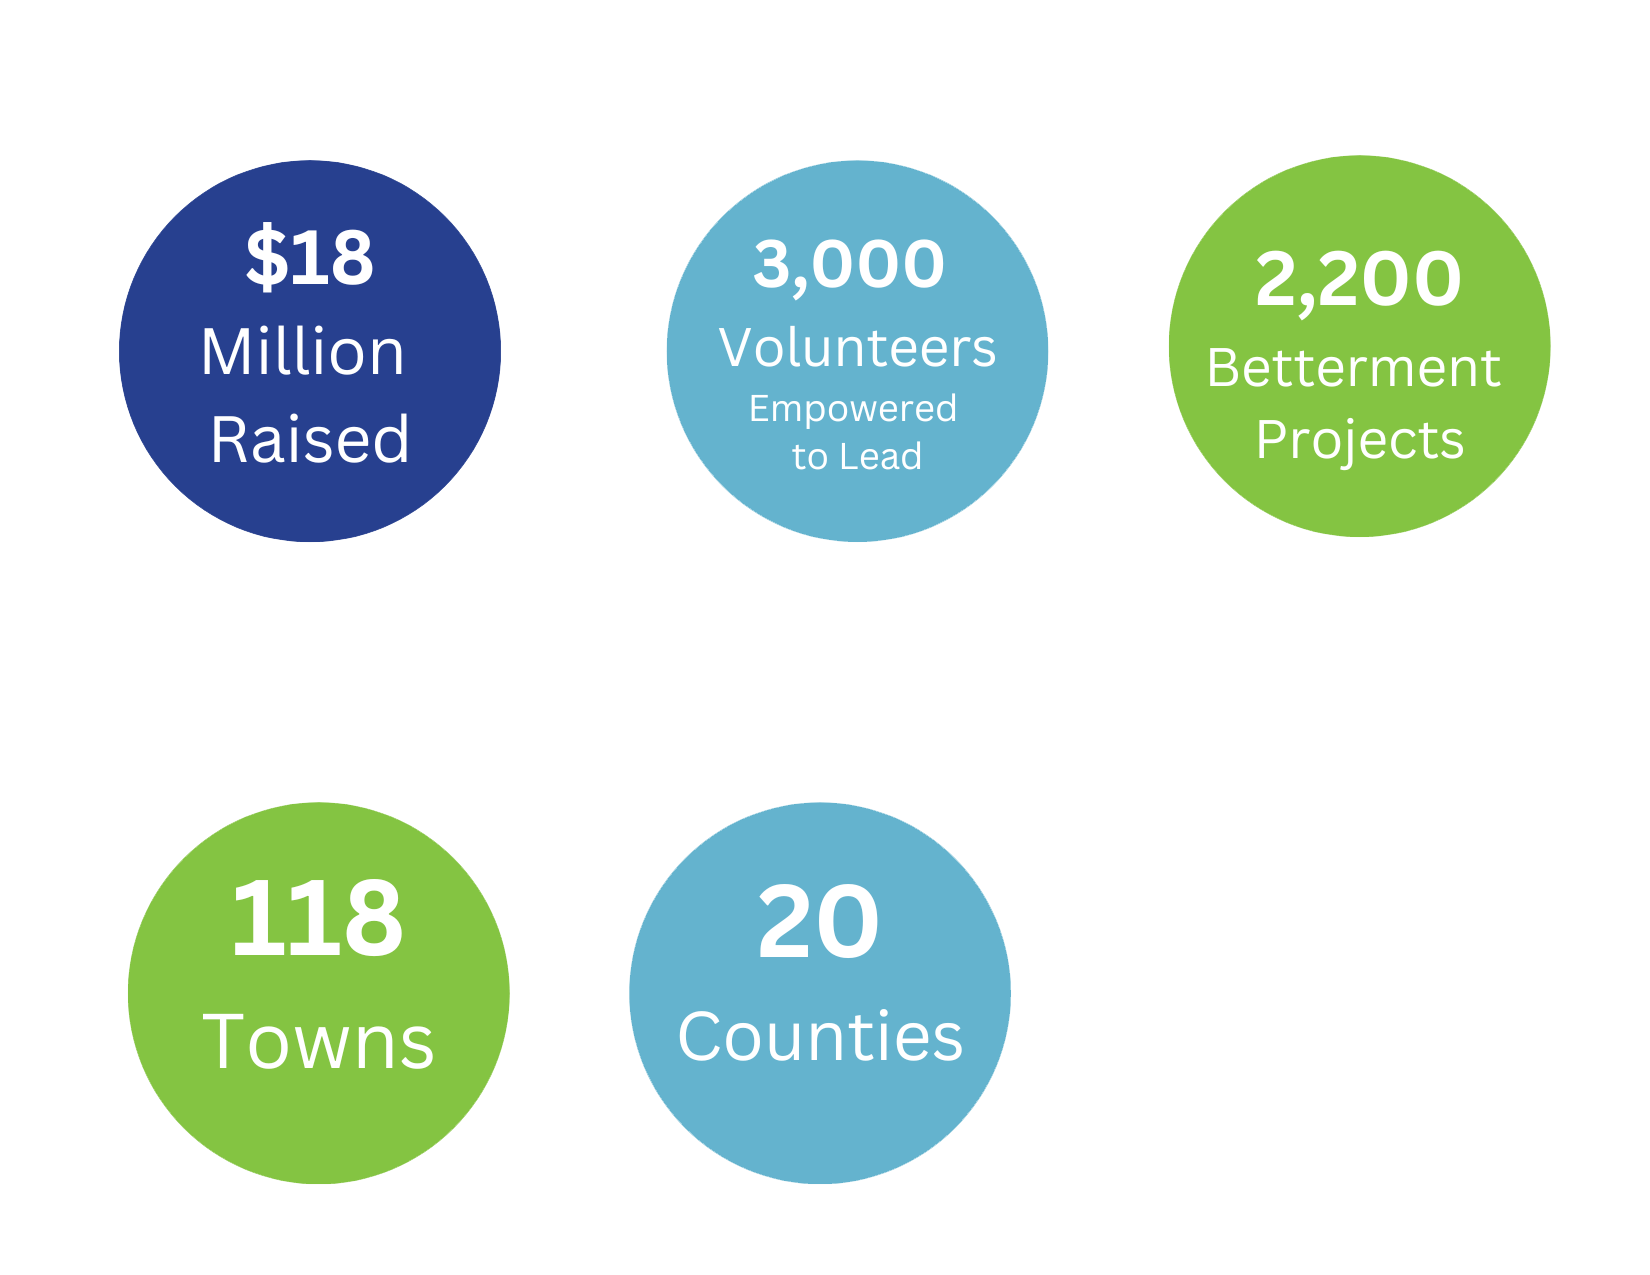 $18
Million
Raised
3,000
Volunteers
Empowered
to Lead
2,200
Betterment
Projects
118
Towns
20
Counties